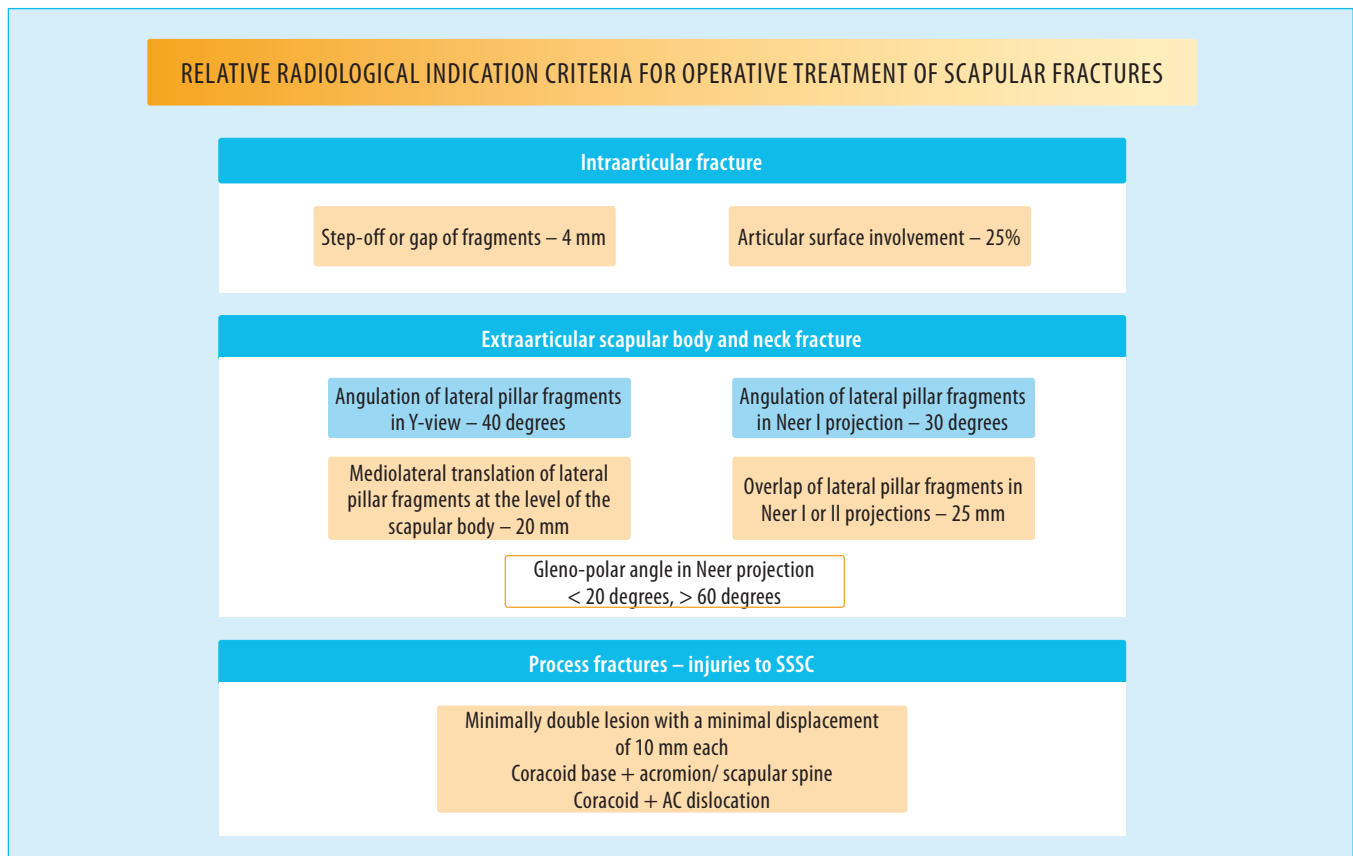 RELATIVE RADIOLOGICAL INDICATION CRITERIA FOR OPERATIVE TREATMENT OF SCAPULAR FRACTURES
Intraarticular fracture
Step-off or gap of fragments – 4 mm
Articular surface involvement – 25%
Extraarticular scapular body and neck fracture
Angulation of lateral pillar fragments
in Y-view – 40 degrees
Angulation of lateral pillar fragments
in Neer I projection – 30 degrees
Mediolateral translation of lateral
pillar fragments at the level of the
scapular body – 20 mm
Overlap of lateral pillar fragments in
Neer I or II projections – 25 mm
Gleno-polar angle in Neer projection
< 20 degrees, > 60 degrees
Process fractures – injuries to SSSC
Minimally double lesion with a minimal displacement
of 10 mm each
Coracoid base + acromion/ scapular spine
Coracoid + AC dislocation